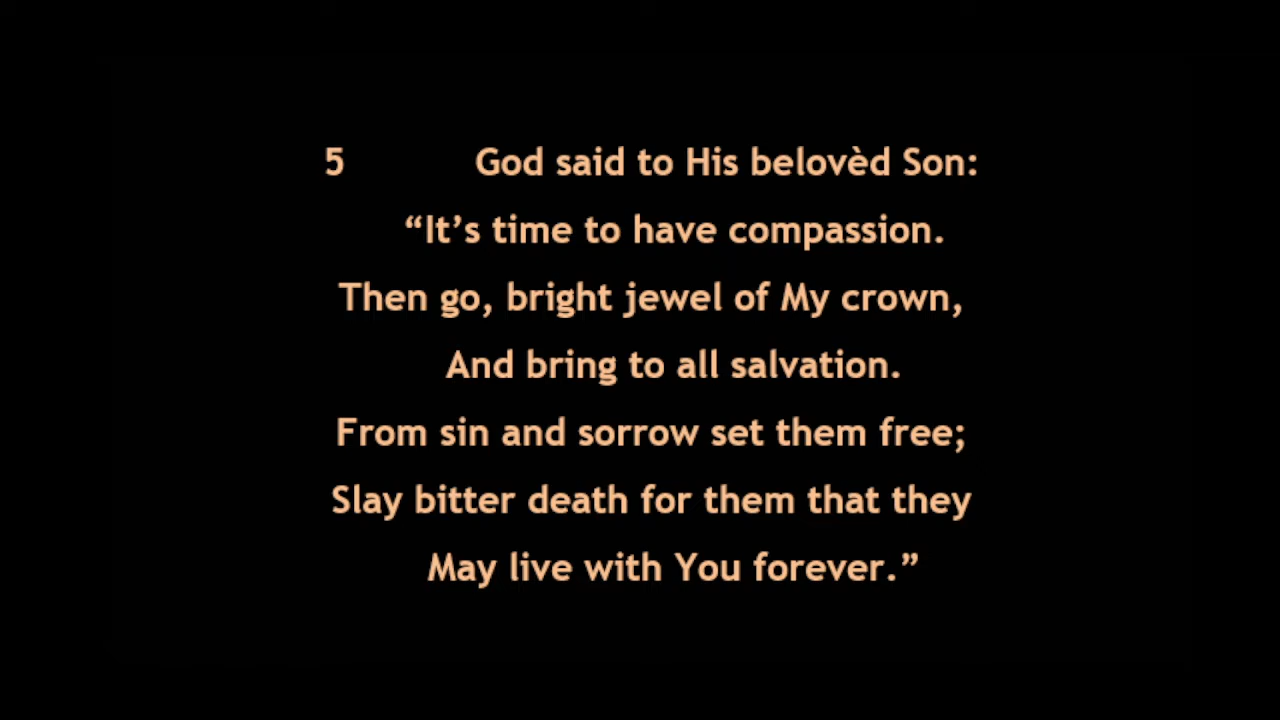 5 God said to His belovèd Son:
“It’s time to have compassion.
Then go, bright jewel of My crown,
And bring to all salvation.
From sin and sorrow set them free;
Slay bitter death for them that they
May live with You forever.”